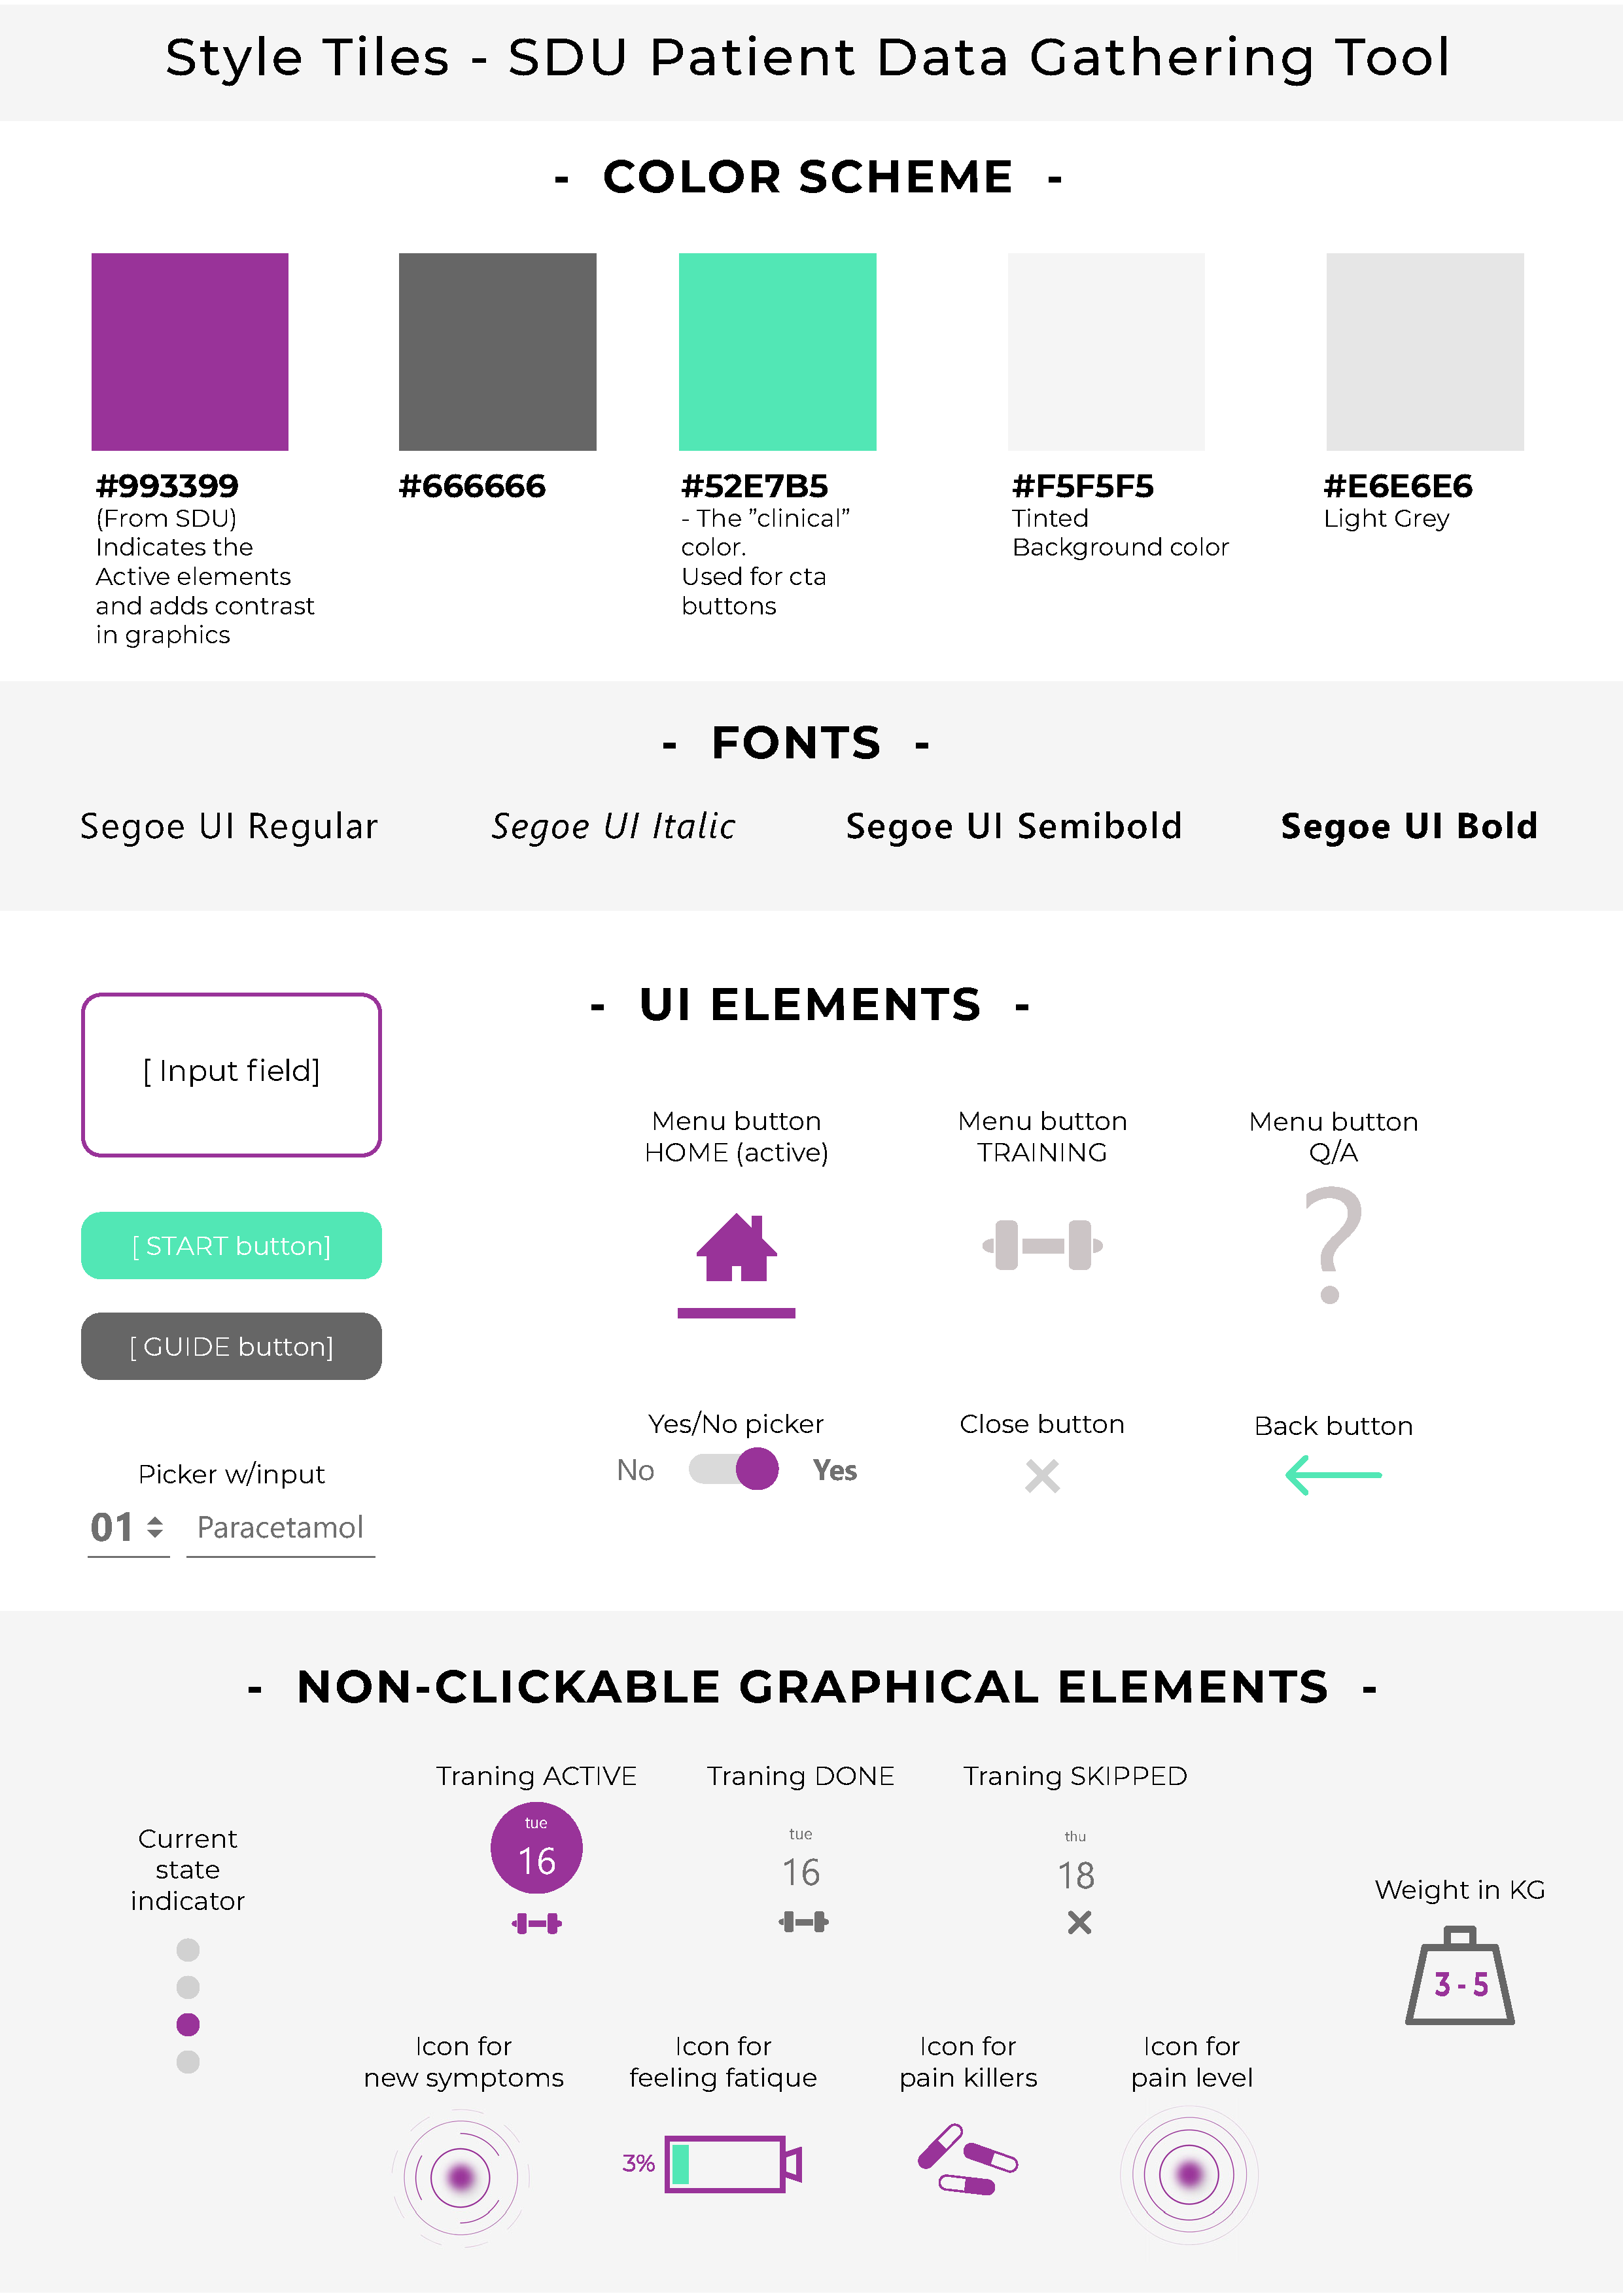 Style Tiles - SDU Patient Data Gathering Tool
- COLOR SCHEME -
#993399
(From SDU)
Indicates the
Active elements
and adds contrast
in graphics
#666666
#52E7B5
- The ”clinical”
color.
Used for cta
buttons
#F5F5F5
Tinted
Background color
#E6E6E6
Light Grey
- FONTS -
Segoe UI Regular
Segoe UI Italic
Segoe UI Semibold
Segoe UI Bold
- UI ELEMENTS -
[ Input field]
[ START button]
[ GUIDE button]
Picker w/input
01 Paracetamol
Menu button
HOME (active)
Menu button
TRAINING
Menu button
Q/A
?
Yes/No picker
No Yes
Close button
Back button
- NON-CLICKABLE GRAPHICAL ELEMENTS -
Current
state
indicator
Traning ACTIVE
tue
16
Traning DONE
tue
16
Traning SKIPPED
thu
18
Weight in KG
3 - 5
Icon for
new symptoms
Icon for
feeling fatique
3%
Icon for
pain killers
Icon for
pain level